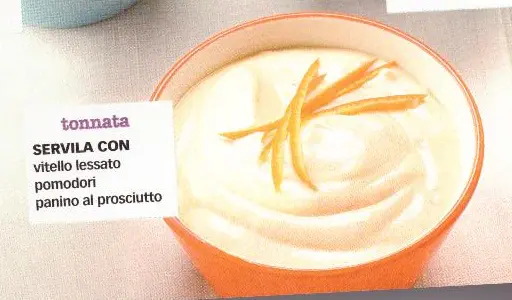 tonnata
SERVILA CON
vitello lessato
pomodori
panino al prosciutto